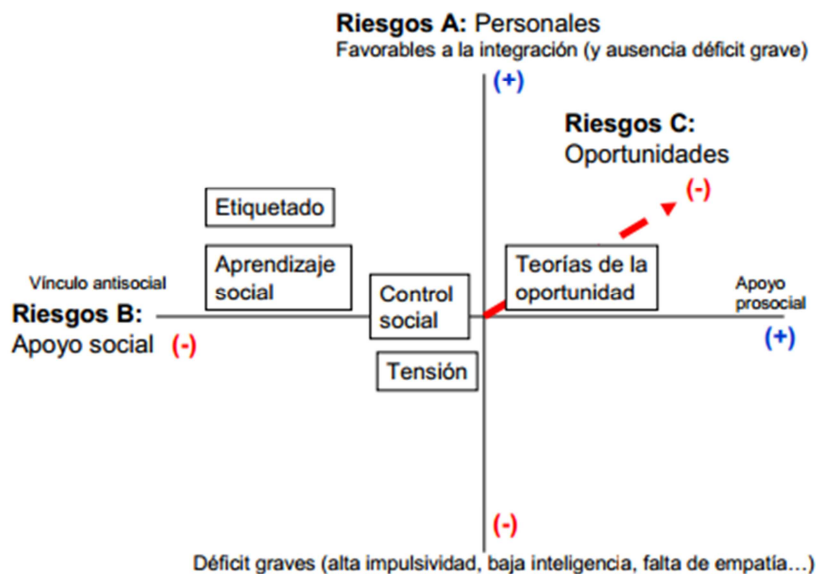 Riesgos A: Personales
Favorables a la integración (y ausencia déficit grave)
(+)
Riesgos C:
Oportunidades
(-)
Etiquetado
Aprendizaje
social
Control
social
Teorías de la
oportunidad
Tensión
Vínculo antisocial
Riesgos B:
Apoyo social (-)
Apoyo
prosocial
(+)
(-)
Déficit graves (alta impulsividad, baja inteligencia, falta de empatía...)